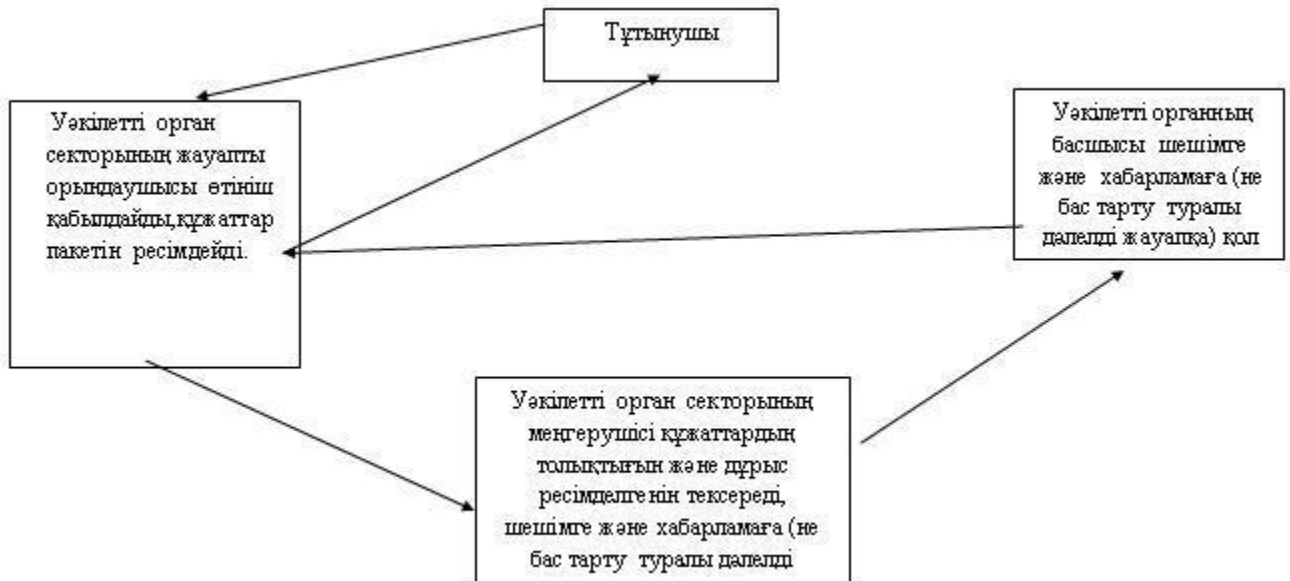 Тұтынушы
Уәкілетті орган
секторының жауапты
орындаушысы өтініш
қабылдайды,құжаттар
пакетін ресімдейді.
Уәкілетті органның
басшысы шешімге
және хабарламаға (не
бас тарту туралы
дәлелді жауапқа) қол
Уәкілетті орган секторының
меңгерушісі құжаттардың
толықтығын және дұрыс
ресімделгенін тексереді,
шешімге және хабарламаға (не
бас тарту туралы дәлелді